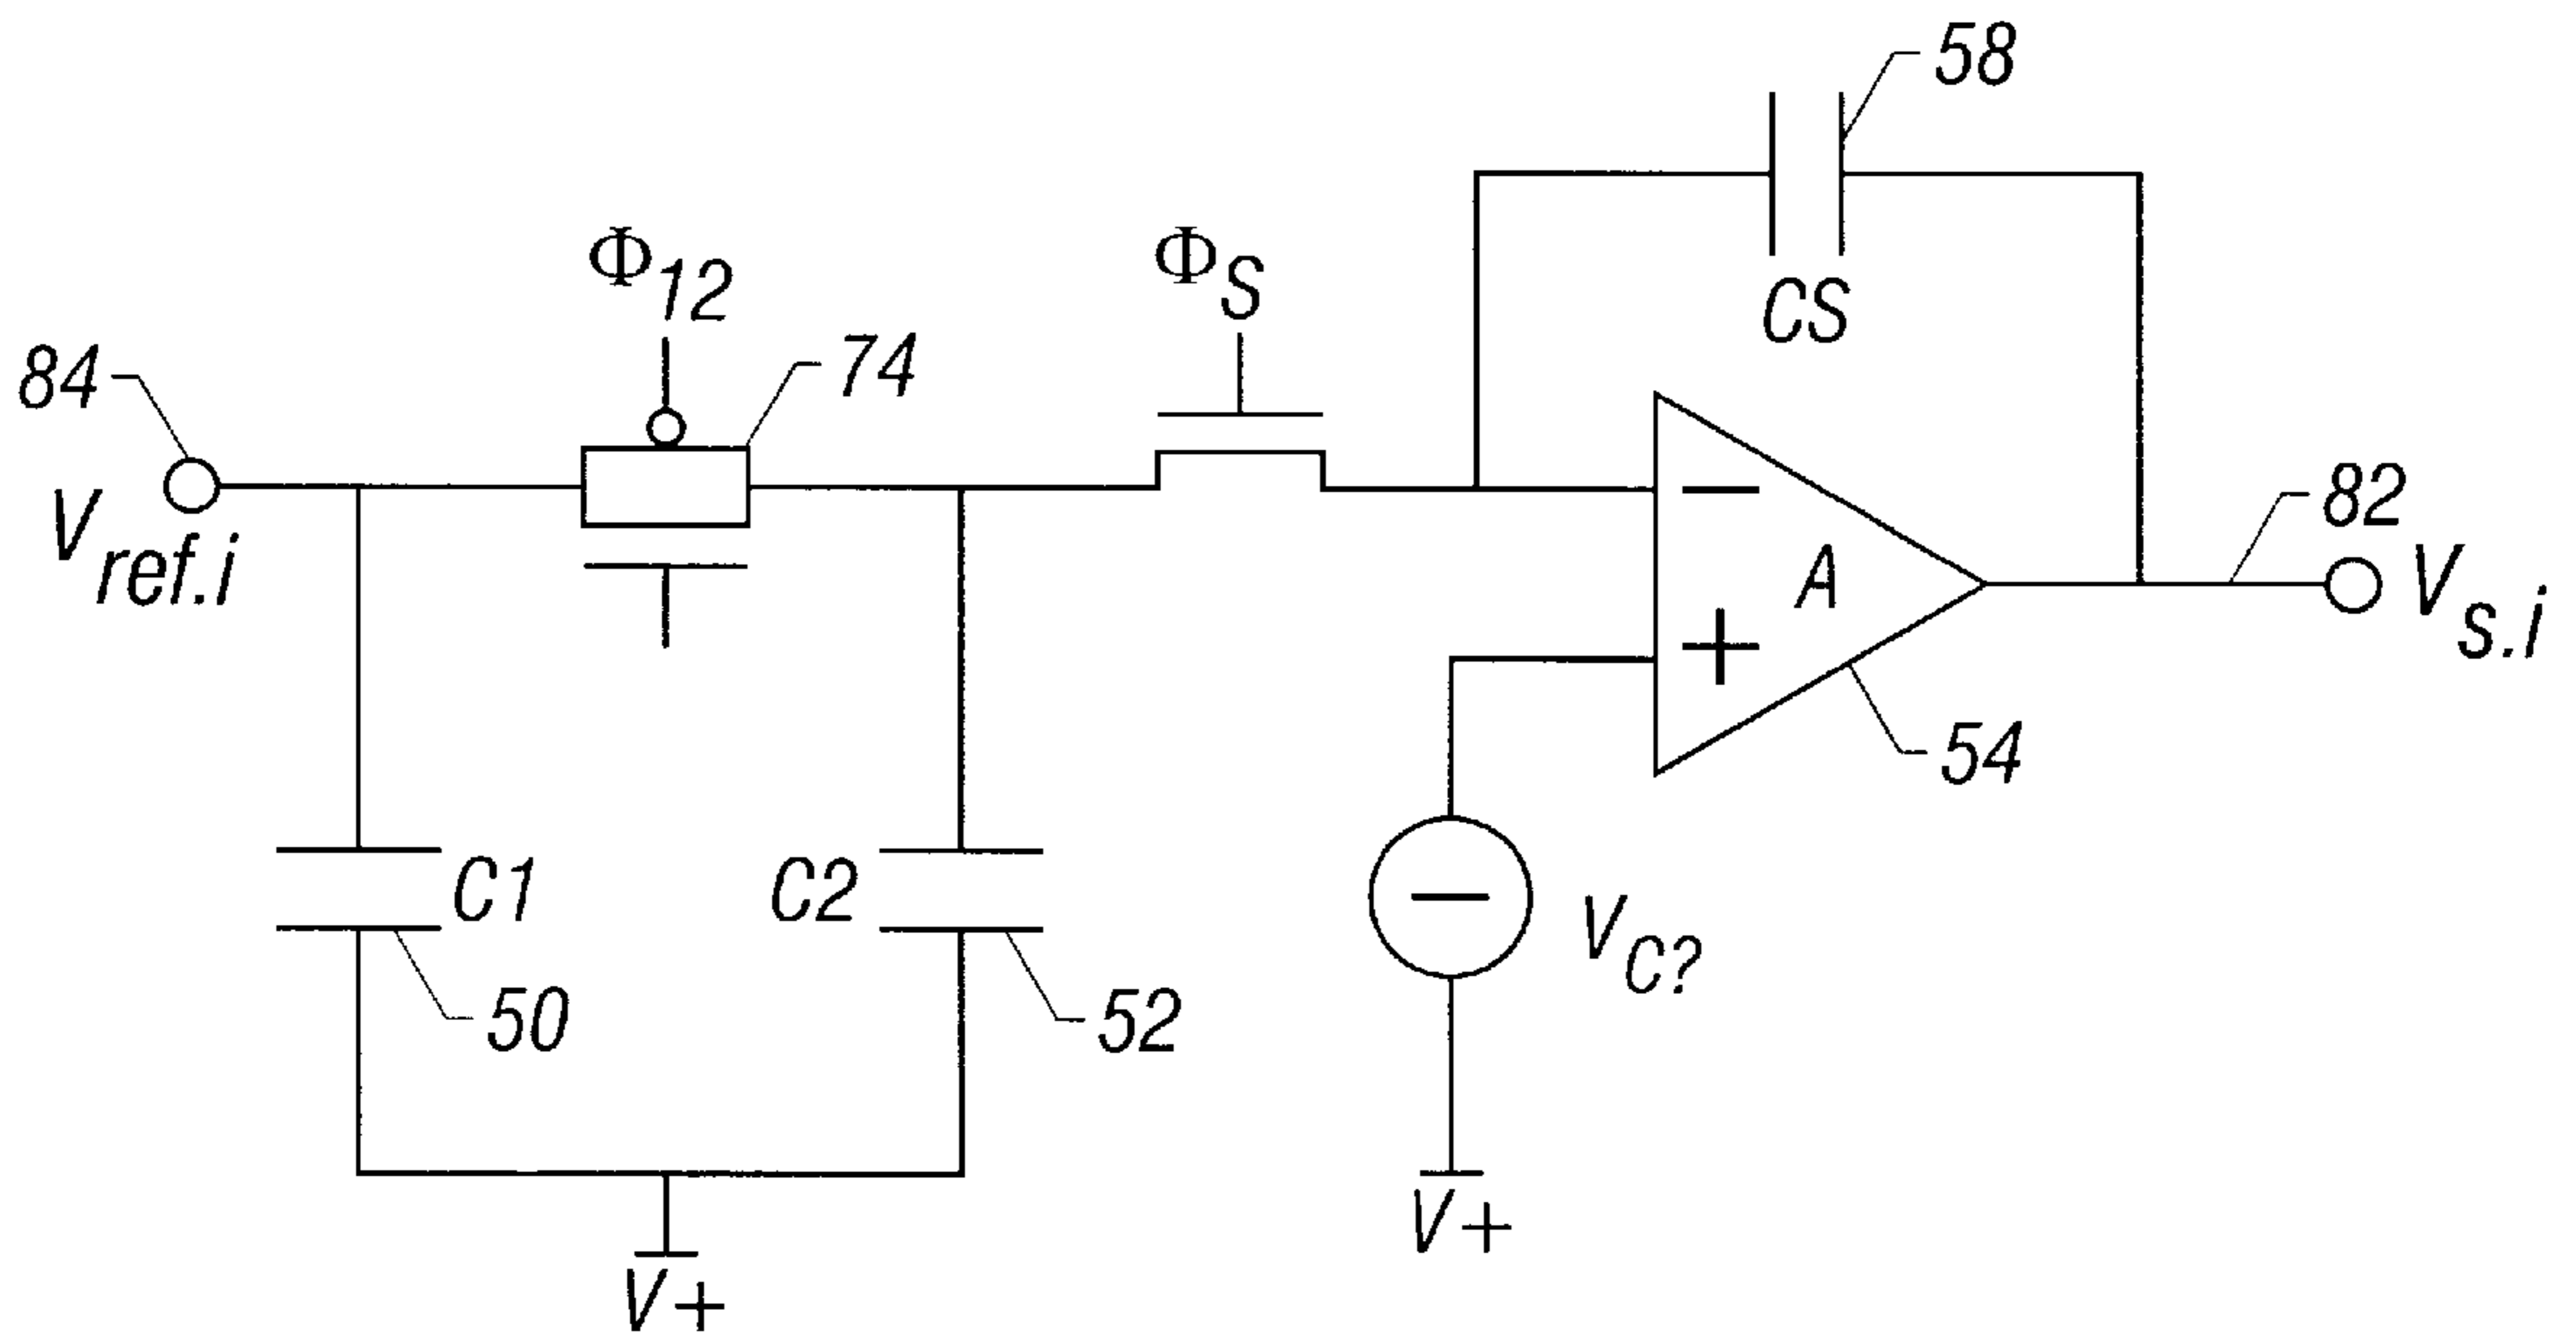 58
Φ12
ΦS
CS
84
74
Vref.i
82
A
Vs.i
−
+
54
C1
C2
−
VC?
50
52
V+
V+